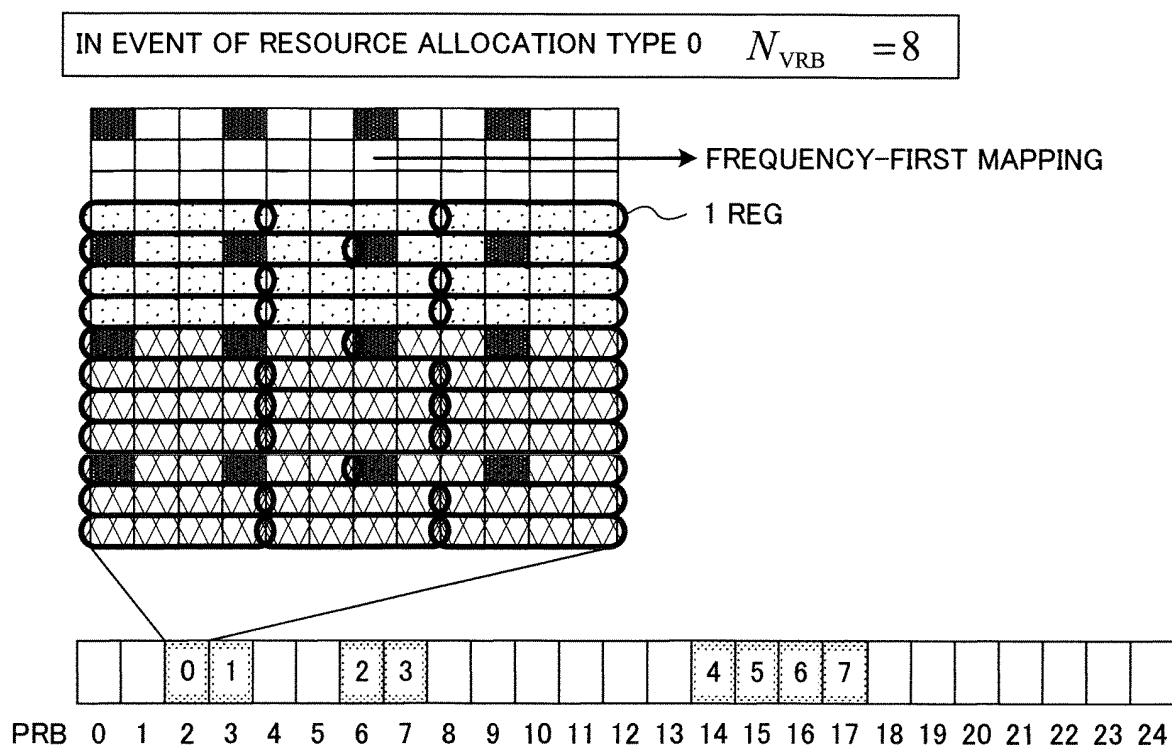 IN EVENT OF RESOURCE ALLOCATION TYPE 0 N_VRB =8
FREQUENCY-FIRST MAPPING
1 REG
0 1 2 3 4 5 6 7
PRB 0 1 2 3 4 5 6 7 8 9 10 11 12 13 14 15 16 17 18 19 20 21 22 23 24